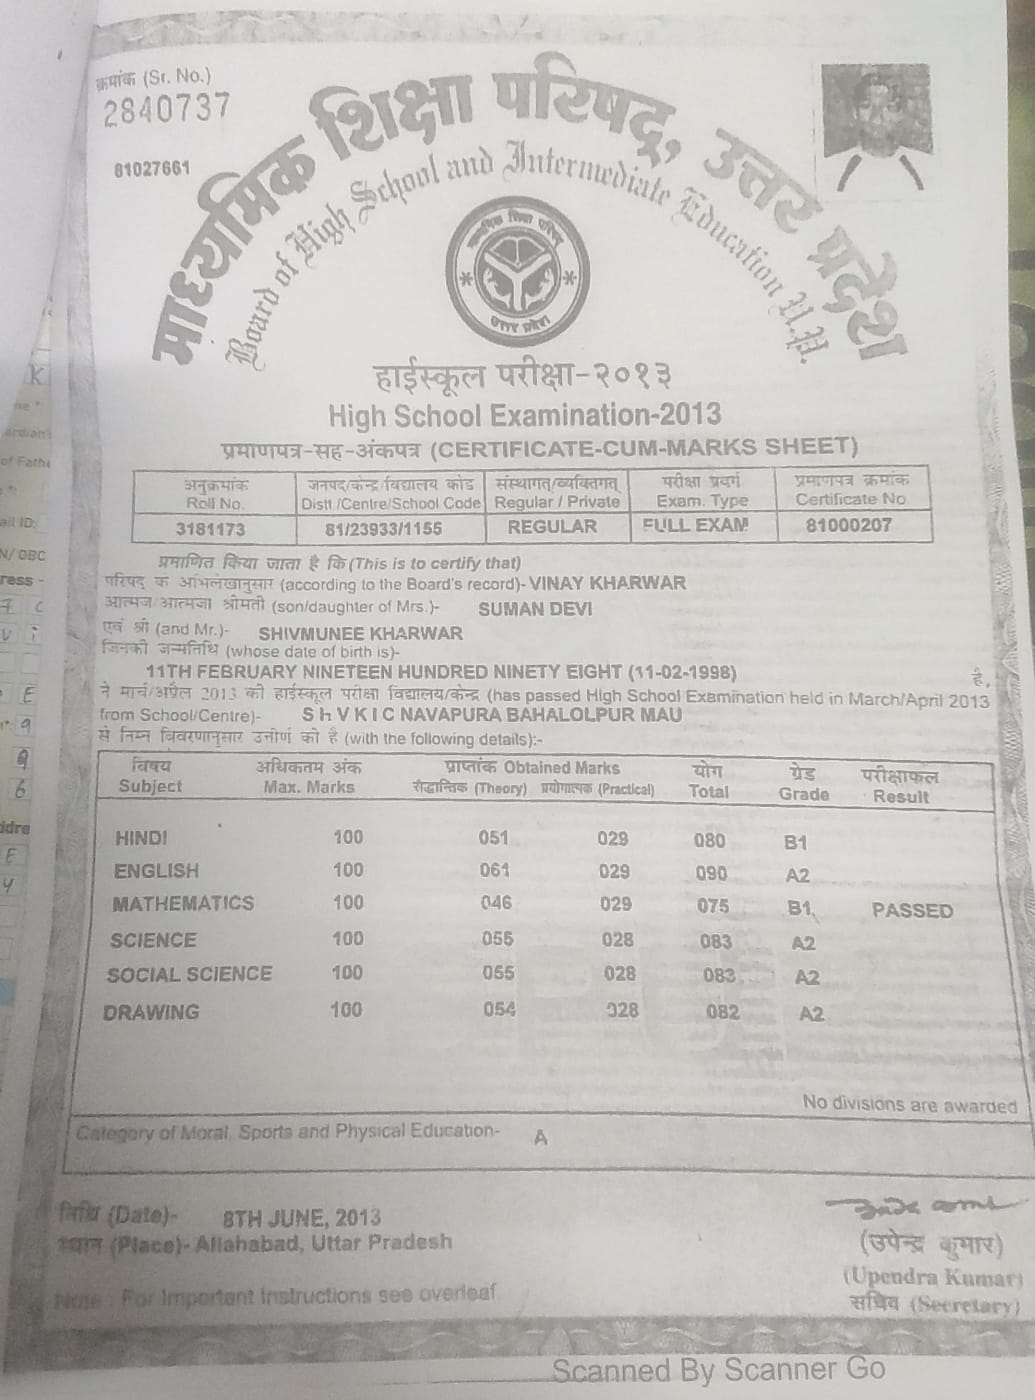 क्रमांक (Sr. No.)
2840737
81027661
माध्यमिक शिक्षा परिषद्, उत्तर प्रदेश
Board of High School and Intermediate Education U.P.
माध्यमिक शिक्षा परिषद्
उत्तर प्रदेश
हाईस्कूल परीक्षा-२०१३
High School Examination-2013
प्रमाणपत्र-सह-अंकपत्र (CERTIFICATE-CUM-MARKS SHEET)
अनुक्रमांक जनपद/केन्द्र/विद्यालय कोड संस्थागत/व्यक्तिगत् परीक्षा प्रवर्ग प्रमाणपत्र क्रमांक
Roll No. Distt /Centre/School Code Regular / Private Exam. Type Certificate No
3181173 81/23933/1155 REGULAR FULL EXAM 81000207
प्रमाणित किया जाता है कि (This is to certify that)
परिषद के अभिलेखानुसार (according to the Board's record)- VINAY KHARWAR
आत्मज/आत्मजा श्रीमती (son/daughter of Mrs.)- SUMAN DEVI
एवं श्री (and Mr.)- SHIVMUNEE KHARWAR
जिनकी जन्मतिथि (whose date of birth is)-
11TH FEBRUARY NINETEEN HUNDRED NINETY EIGHT (11-02-1998) है,
ने मार्च/अप्रैल 2013 की हाईस्कूल परीक्षा विद्यालय/केन्द्र (has passed High School Examination held in March/April 2013
from School/Centre)- S h V K I C NAVAPURA BAHALOLPUR MAU
से निम्न विवरणानुसार उत्तीर्ण की है (with the following details):-
विषय अधिकतम अंक प्राप्तांक Obtained Marks योग ग्रेड परीक्षाफल
Subject Max. Marks सैद्धान्तिक (Theory) प्रयोगात्मक (Practical) Total Grade Result
HINDI 100 051 029 080 B1
ENGLISH 100 061 029 090 A2
MATHEMATICS 100 046 029 075 B1 PASSED
SCIENCE 100 055 028 083 A2
SOCIAL SCIENCE 100 055 028 083 A2
DRAWING 100 054 028 082 A2
No divisions are awarded
Category of Moral, Sports and Physical Education- A
तिथि (Date)- 8TH JUNE, 2013
स्थान (Place)- Allahabad, Uttar Pradesh
(उपेन्द्र कुमार)
(Upendra Kumar)
सचिव (Secretary)
Note : For Important Instructions see overleaf
Scanned By Scanner Go